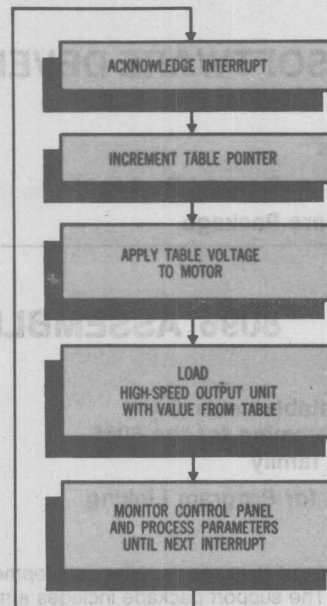 ACKNOWLEDGE INTERRUPT
INCREMENT TABLE POINTER
APPLY TABLE VOLTAGE
TO MOTOR
LOAD
HIGH-SPEED OUTPUT UNIT
WITH VALUE FROM TABLE
MONITOR CONTROL PANEL
AND PROCESS PARAMETERS
UNTIL NEXT INTERRUPT